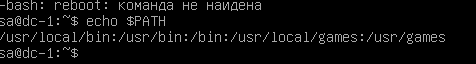 -bash: reboot: команда не найдена
sa@dc-1:~$ echo $PATH
/usr/local/bin:/usr/bin:/bin:/usr/local/games:/usr/games
sa@dc-1:~$